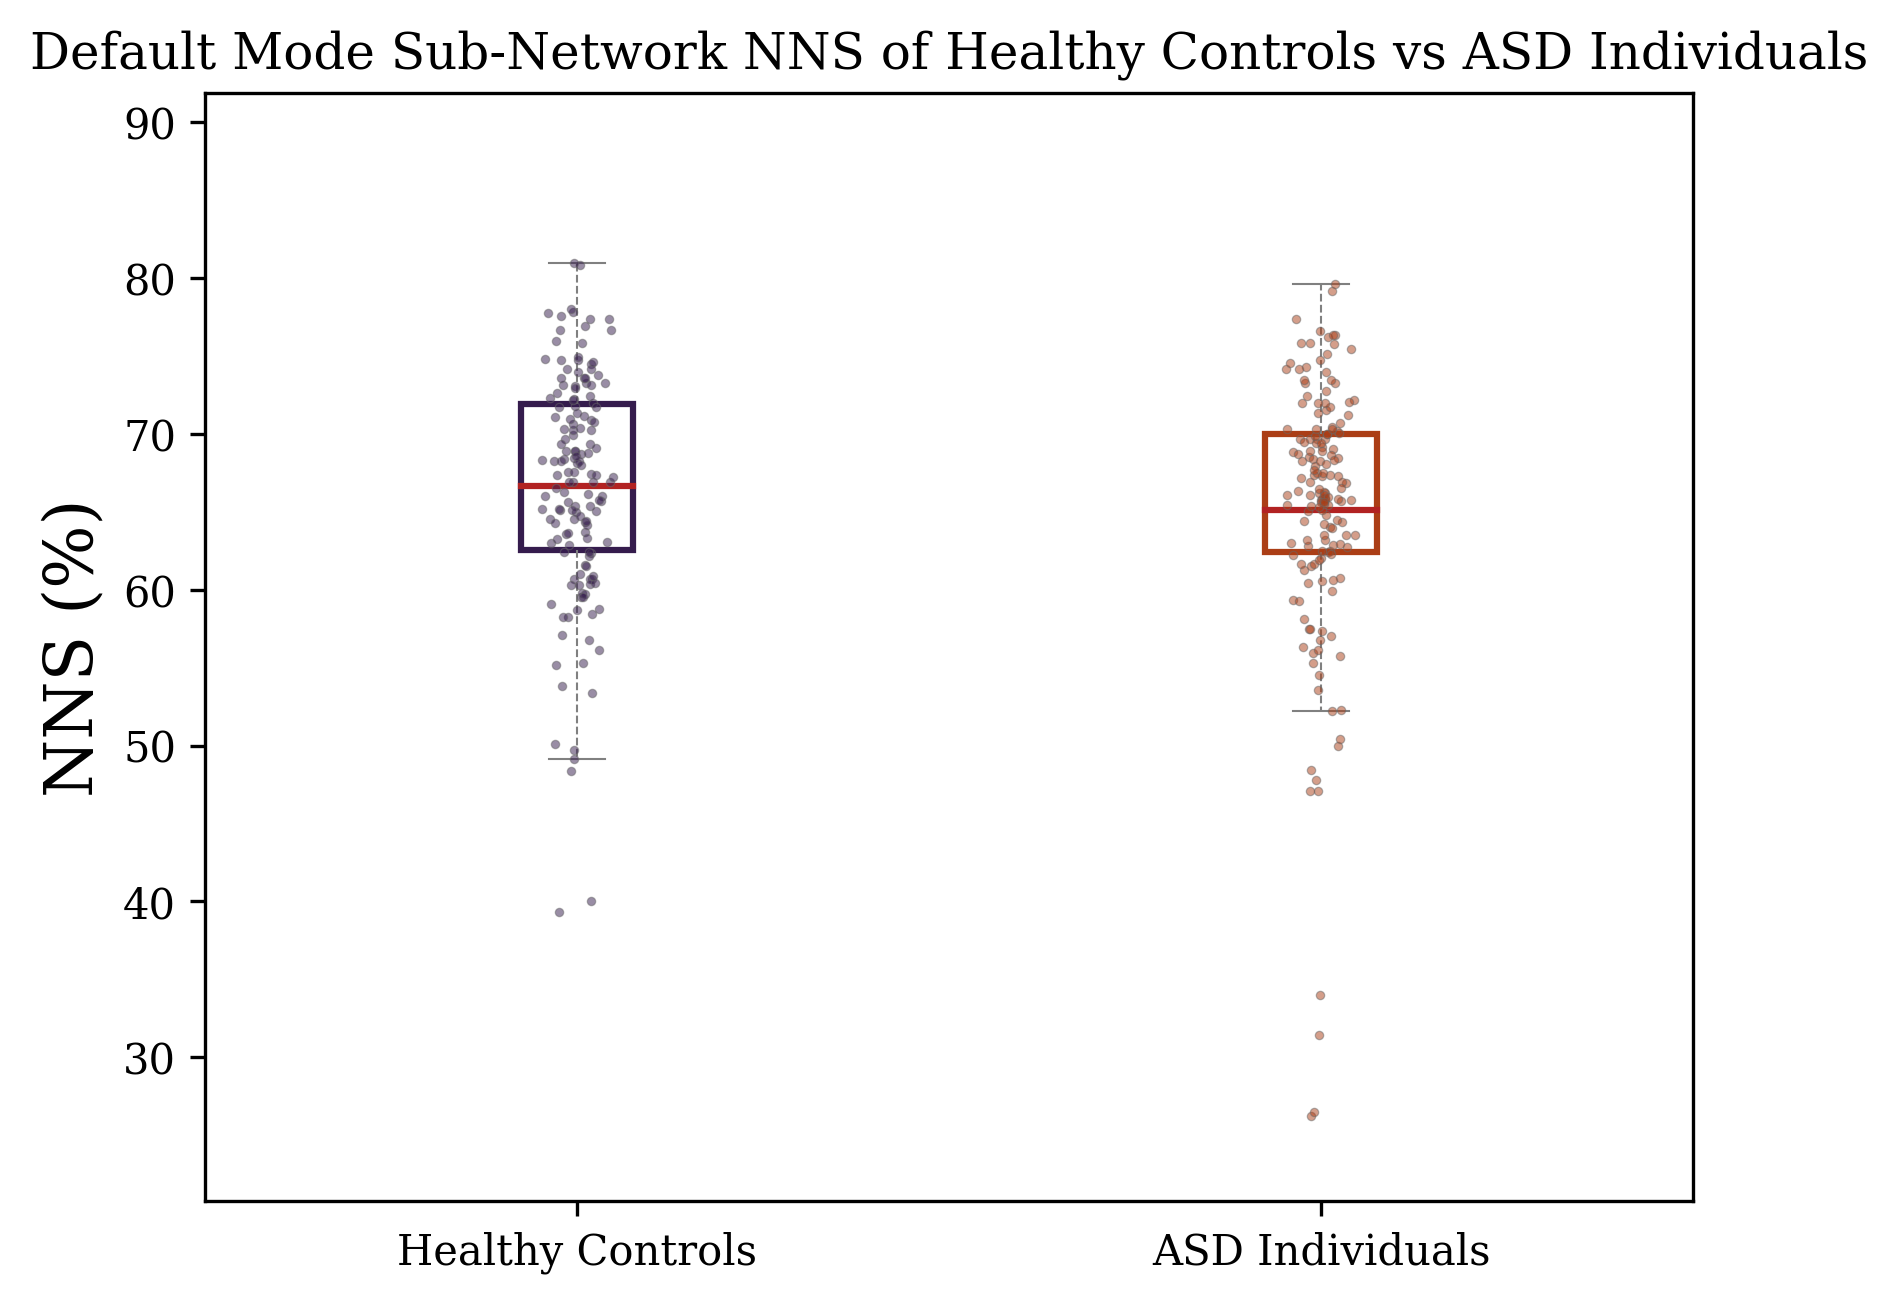 Default Mode Sub-Network NNS of Healthy Controls vs ASD Individuals
NNS (%)
90
80
70
60
50
40
30
Healthy Controls
ASD Individuals